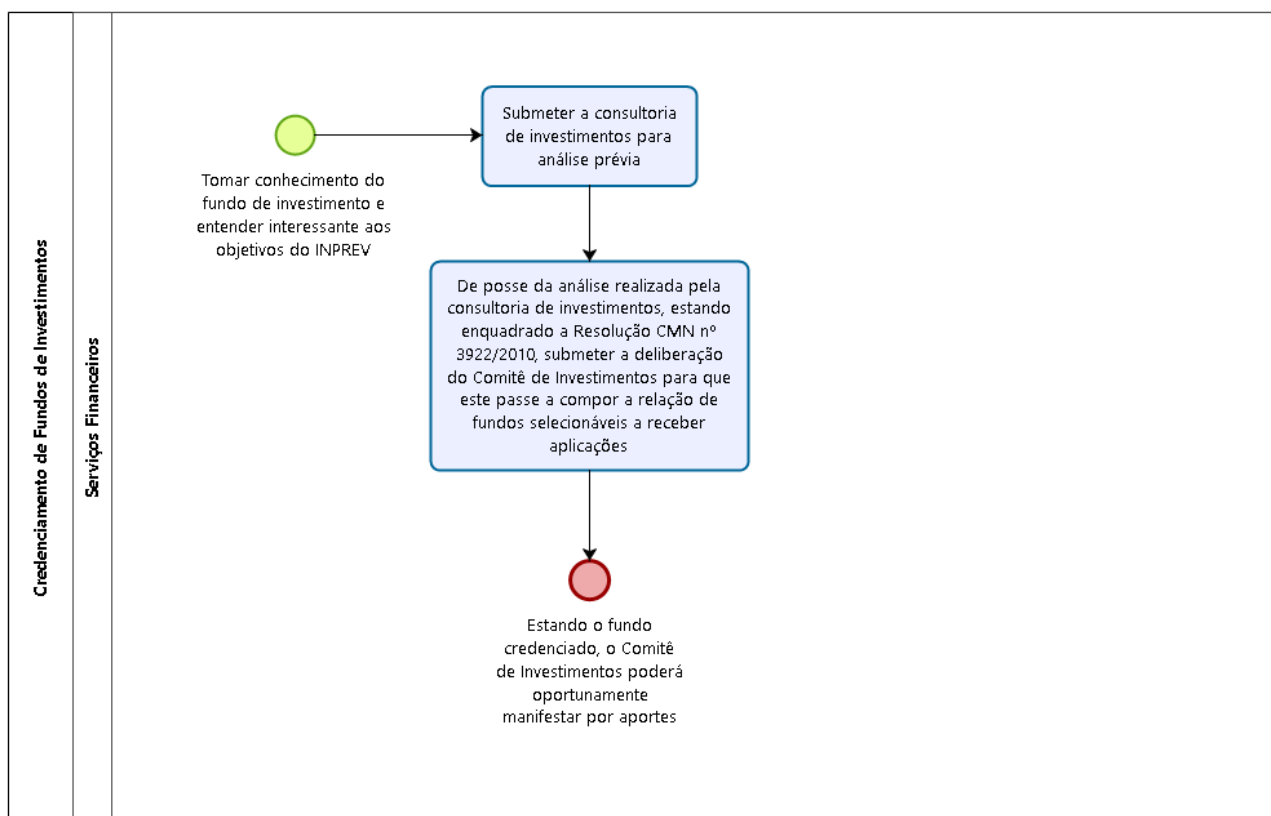 Credenciamento de Fundos de Investimentos
Serviços Financeiros
Tomar conhecimento do
fundo de investimento e
entender interessante aos
objetivos do INPREV
Submeter a consultoria
de investimentos para
análise prévia
De posse da análise realizada pela
consultoria de investimentos, estando
enquadrado a Resolução CMN nº
3922/2010, submeter a deliberação
do Comitê de Investimentos para que
este passe a compor a relação de
fundos selecionáveis a receber
aplicações
Estando o fundo
credenciado, o Comitê
de Investimentos poderá
oportunamente
manifestar por aportes